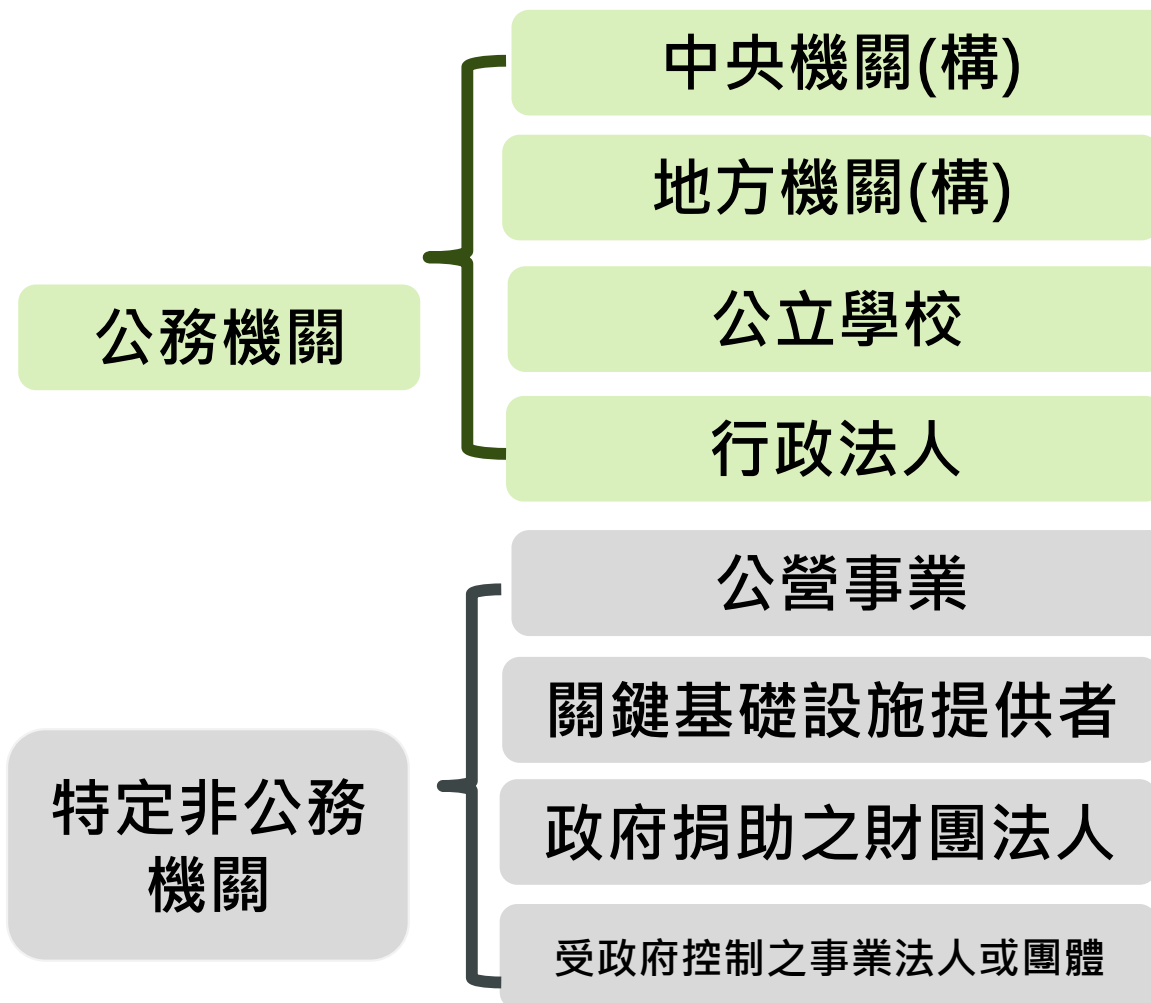 中央機關(構)
地方機關(構)
公務機關
公立學校
行政法人
公營事業
關鍵基礎設施提供者
特定非公務
機關
政府捐助之財團法人
受政府控制之事業法人或團體